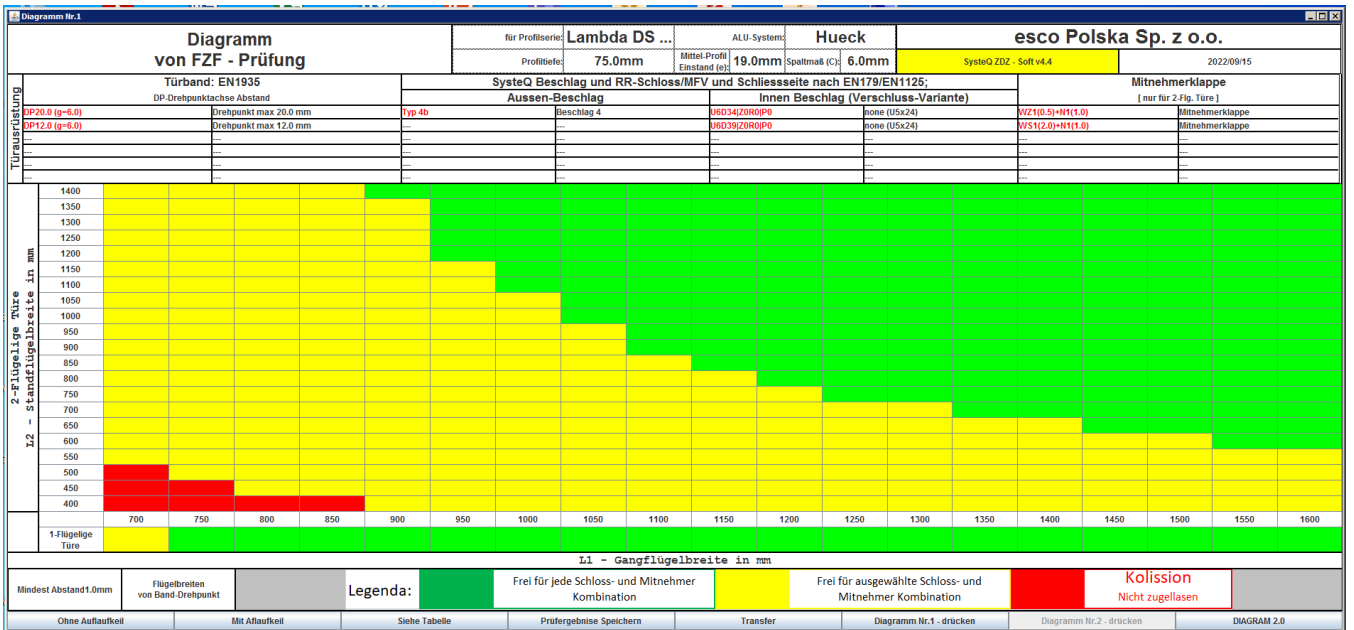 Diagramm Nr.1
Diagramm
von FZF - Prüfung
für Profilserie: Lambda DS ... ALU-System: Hueck
Profiltiefe: 75.0mm Mittel-Profil Einstand (e): 19.0mm Spaltmaß (C): 6.0mm
esco Polska Sp. z o.o.
SysteQ ZDZ - Soft v4.4 2022/09/15
Türausrüstung
Türband: EN1935
DP-Drehpunktachse Abstand
SysteQ Beschlag und RR-Schloss/MFV und Schliessseite nach EN179/EN1125;
Aussen-Beschlag Innen Beschlag (Verschluss-Variante)
Mitnehmerklappe
[ nur für 2-Flg. Türe ]
DP20.0 (g=6.0) Drehpunkt max 20.0 mm Typ 4b Beschlag 4 U6D34|Z0R0|P0 none (U5x24) WZ1(0.5)+N1(1.0) Mitnehmerklappe
DP12.0 (g=6.0) Drehpunkt max 12.0 mm --- --- U6D39|Z0R0|P0 none (U5x24) WS1(2.0)+N1(1.0) Mitnehmerklappe
--- --- --- --- --- --- --- ---
--- --- --- --- --- --- --- ---
--- --- --- --- --- --- --- ---
--- --- --- --- --- --- --- ---
2-Flügelige Türe
L2 - Standflügelbreite in mm
1400
1350
1300
1250
1200
1150
1100
1050
1000
950
900
850
800
750
700
650
600
550
500
450
400
700 750 800 850 900 950 1000 1050 1100 1150 1200 1250 1300 1350 1400 1450 1500 1550 1600
1-Flügelige
Türe
L1 - Gangflügelbreite in mm
Mindest Abstand1.0mm
Flügelbreiten
von Band-Drehpunkt
Legenda:
Frei für jede Schloss- und Mitnehmer
Kombination
Frei für ausgewählte Schloss- und
Mitnehmer Kombination
Kolission
Nicht zugellasen
Ohne Auflaufkeil Mit Aflaufkeil Siehe Tabelle Prüfergebnise Speichern Transfer Diagramm Nr.1 - drücken Diagramm Nr.2 - drücken DIAGRAM 2.0